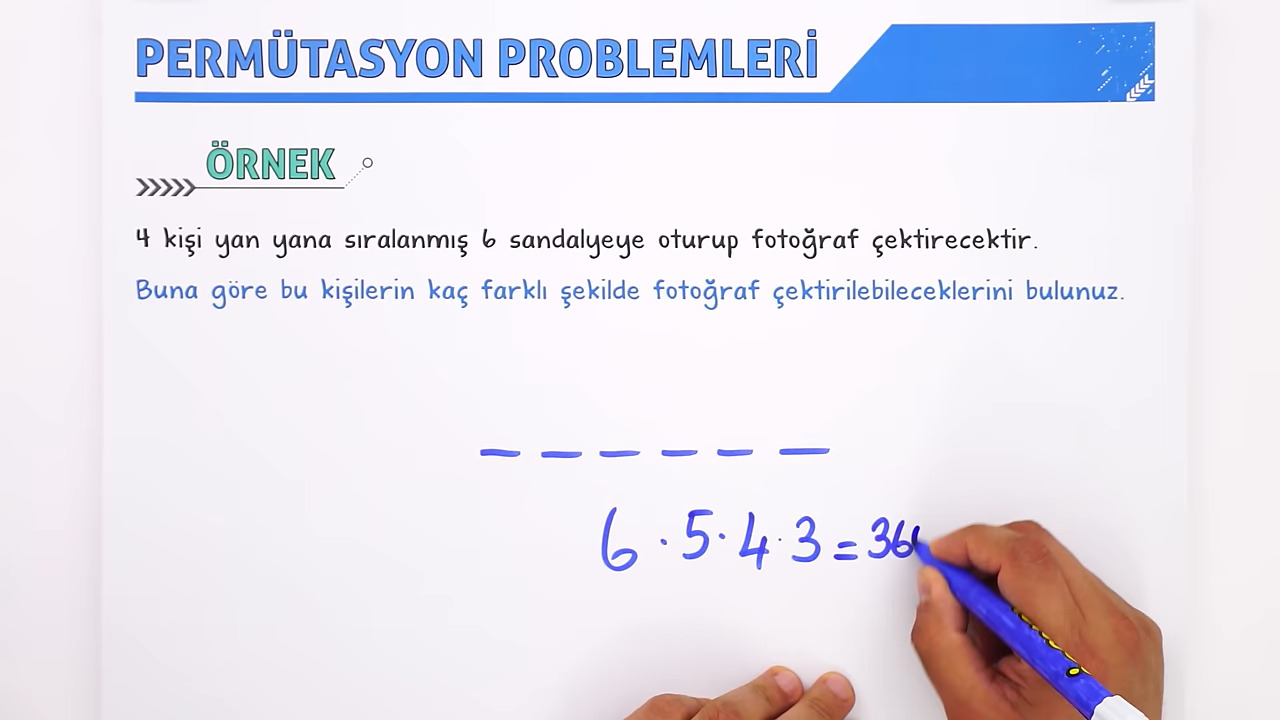 PERMÜTASYON PROBLEMLERİ
ÖRNEK
4 kişi yan yana sıralanmış 6 sandalyeye oturup fotoğraf çektirecektir.
Buna göre bu kişilerin kaç farklı şekilde fotoğraf çektirilebileceklerini bulunuz.
6 · 5 · 4 · 3 = 36